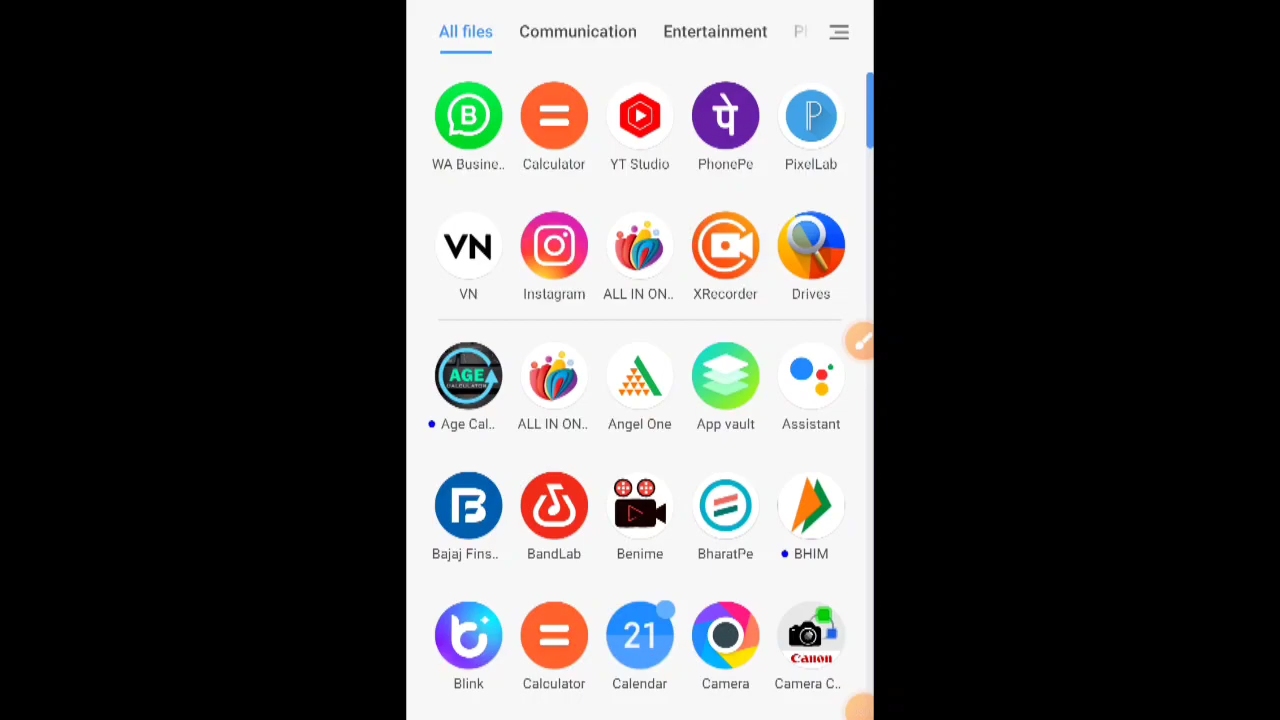 All files Communication Entertainment
B
पे
P
WA Busine.. Calculator YT Studio PhonePe PixelLab
VN
VN Instagram ALL IN ON.. XRecorder Drives
AGE
CALCULATOR
Age Cal.. ALL IN ON.. Angel One App vault Assistant
B
Bajaj Fins.. BandLab Benime BharatPe BHIM
21
Canon
Blink Calculator Calendar Camera Camera C..